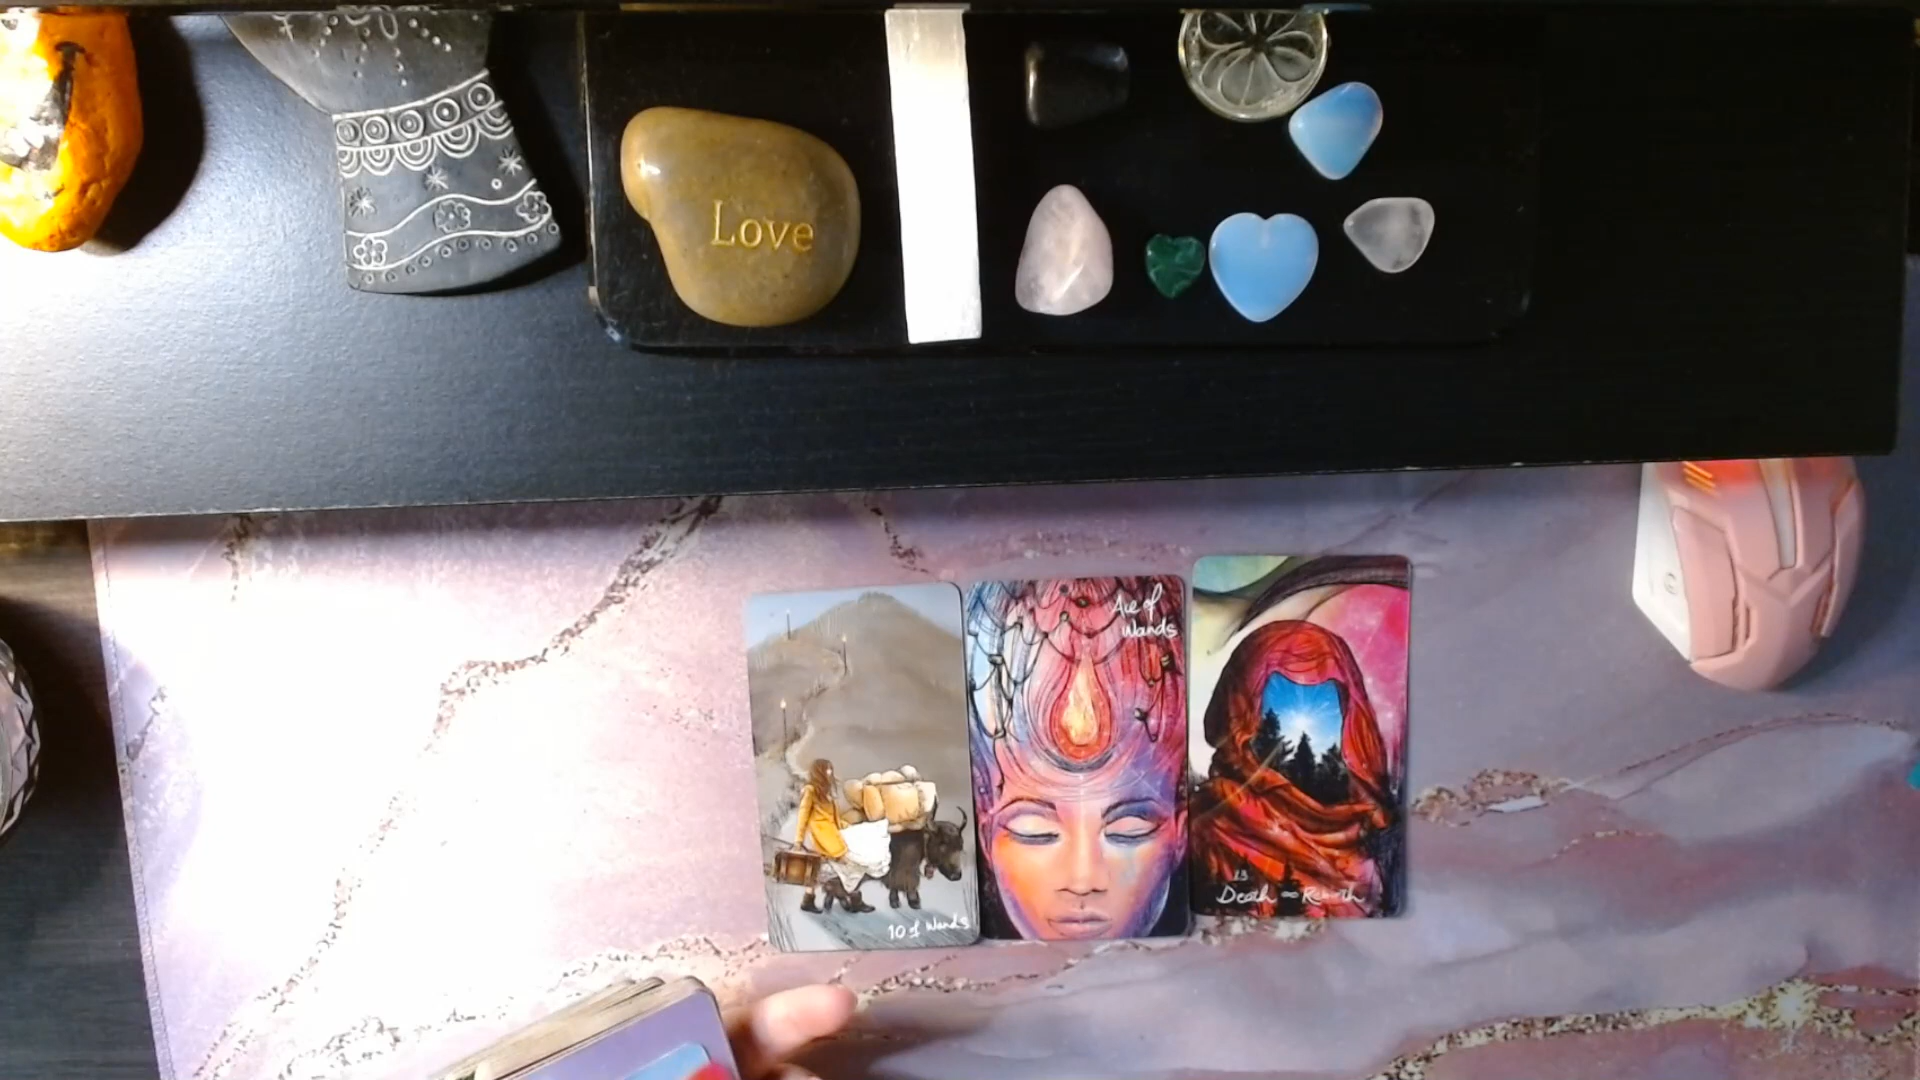 Love
Ace of
Wands
10 of Wands
13
Death ∞ Rebirth